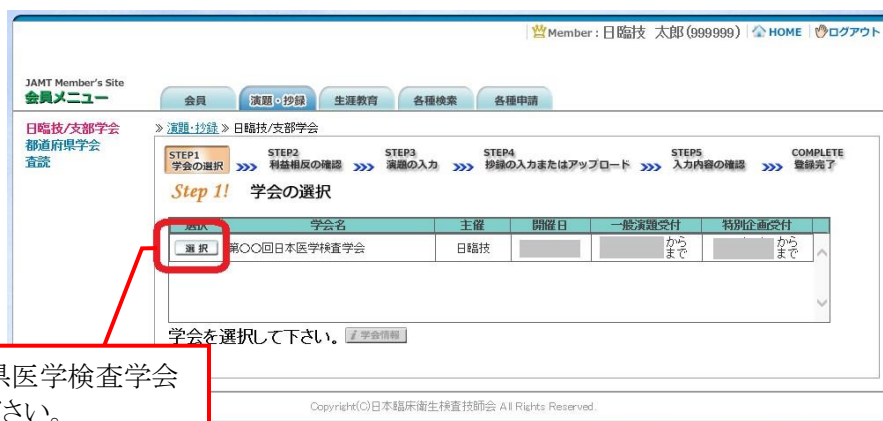 Member : 日臨技 太郎(999999) HOME ログアウト
JAMT Member's Site
会員メニュー
会員 演題・抄録 生涯教育 各種検索 各種申請
日臨技/支部学会
都道府県学会
査読
» 演題・抄録 » 日臨技/支部学会
STEP1 STEP2 STEP3 STEP4 STEP5 COMPLETE
学会の選択 >>> 利益相反の確認 >>> 演題の入力 >>> 抄録の入力またはアップロード >>> 入力内容の確認 >>> 登録完了
Step 1! 学会の選択
選択 学会名 主催 開催日 一般演題受付 特別企画受付
選択 第〇〇回日本医学検査学会 日臨技 から まで から まで
学会を選択して下さい。 i 学会情報
県医学検査学会
ださい。
Copyright(C)日本臨床衛生検査技師会 All Rights Reserved.